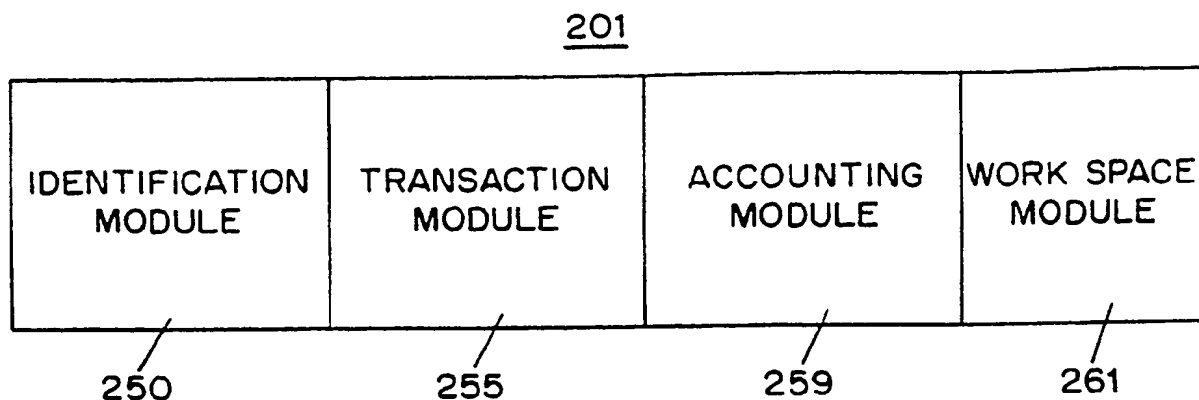 201
IDENTIFICATION MODULE
TRANSACTION MODULE
ACCOUNTING MODULE
WORK SPACE MODULE
250 255 259 261